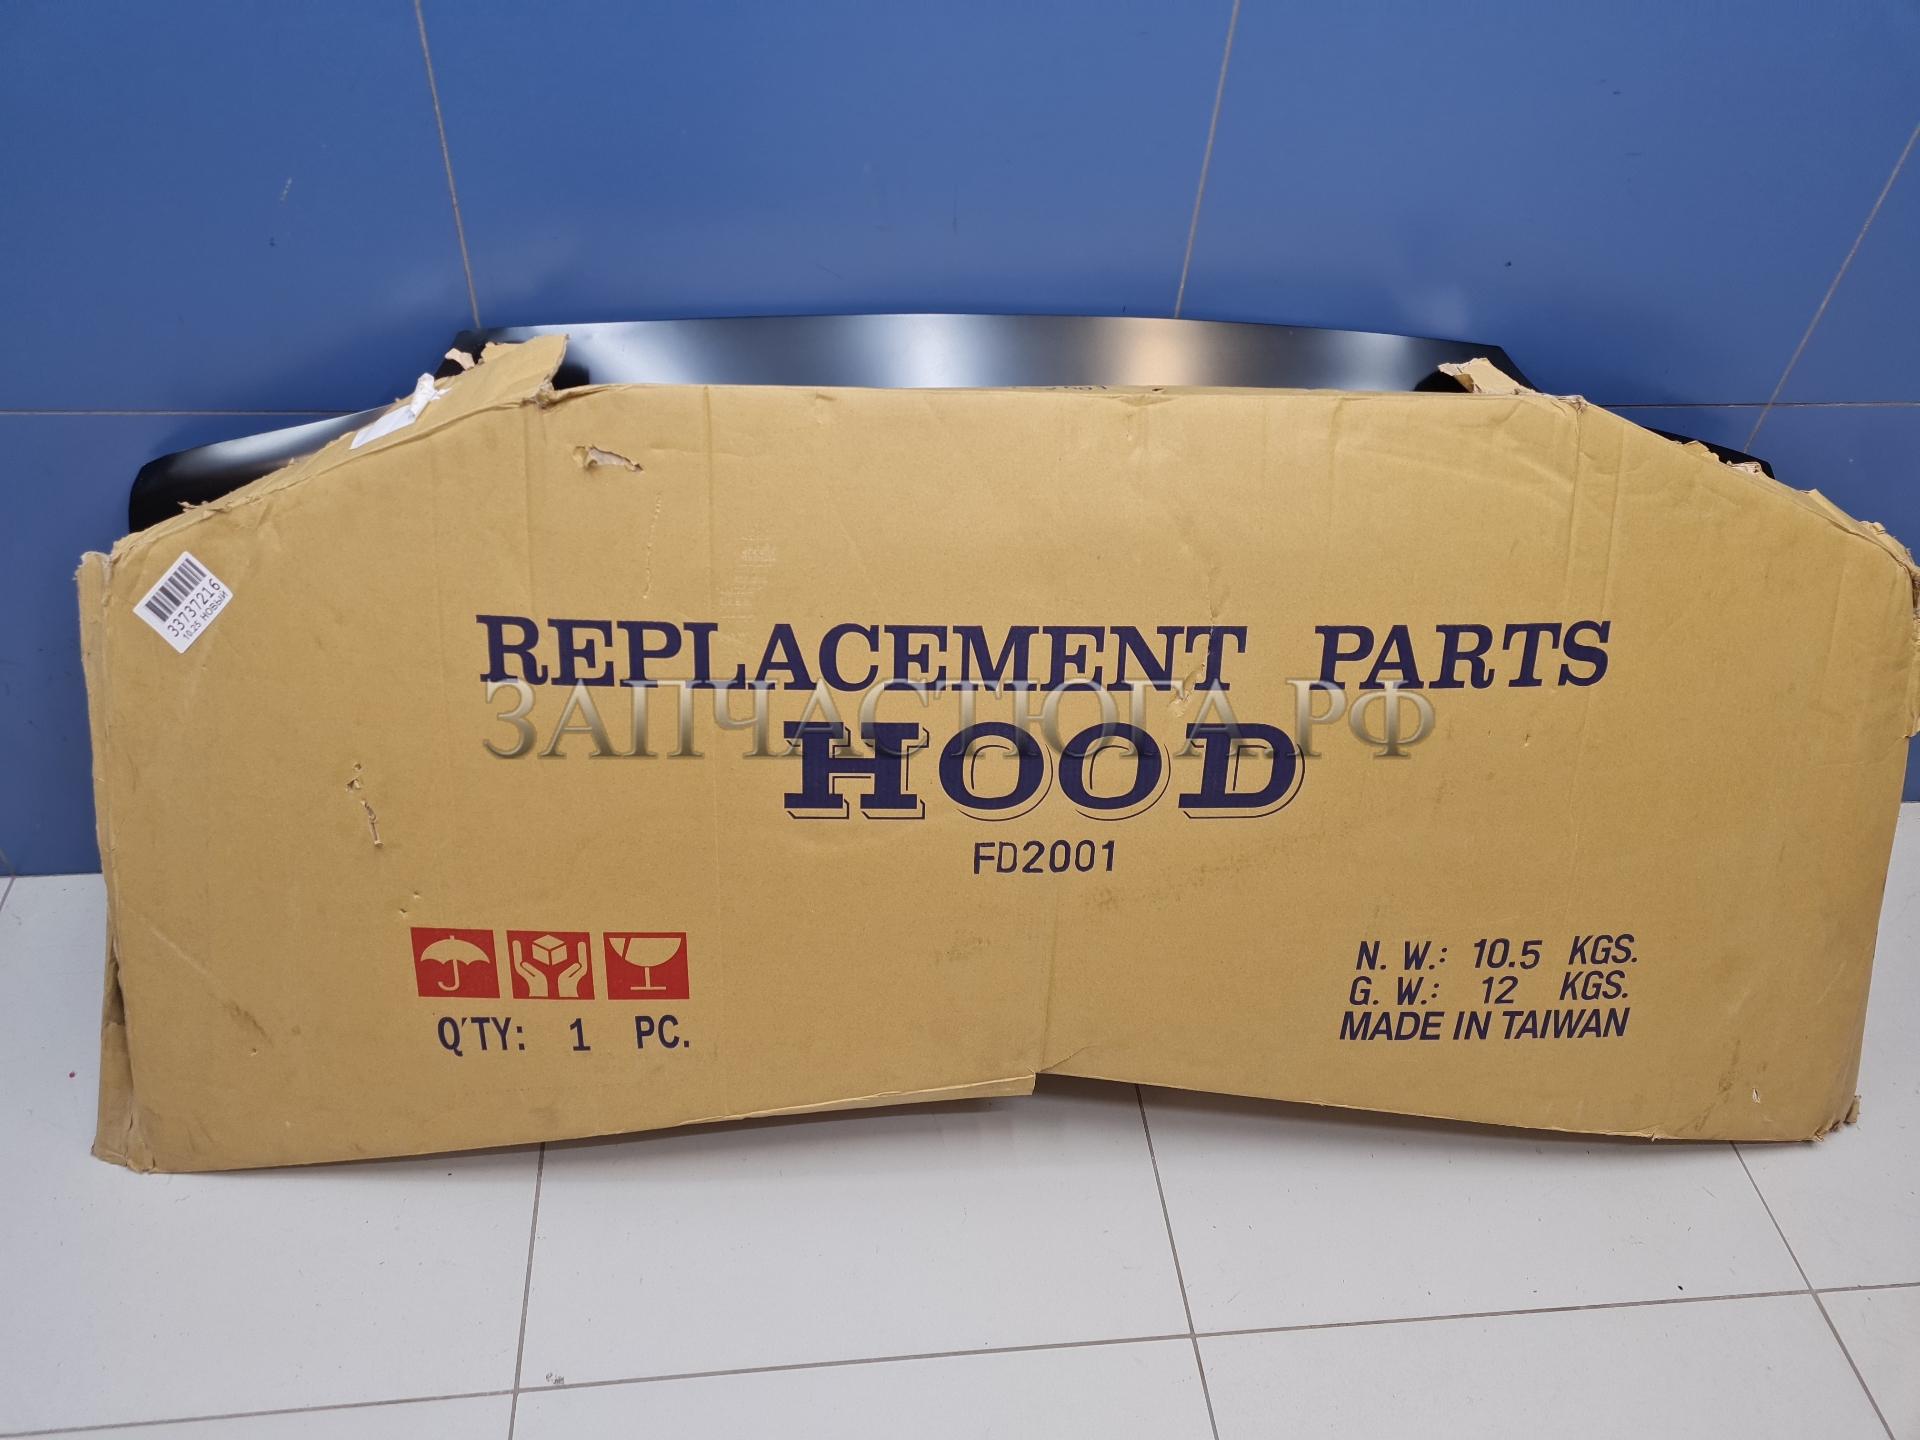 33737216
10.25 НОВЫЙ
REPLACEMENT PARTS
ЗАПЧАСТЮГА.РФ
HOOD
FD2001
N. W.: 10.5 KGS.
G. W.: 12 KGS.
MADE IN TAIWAN
Q'TY: 1 PC.